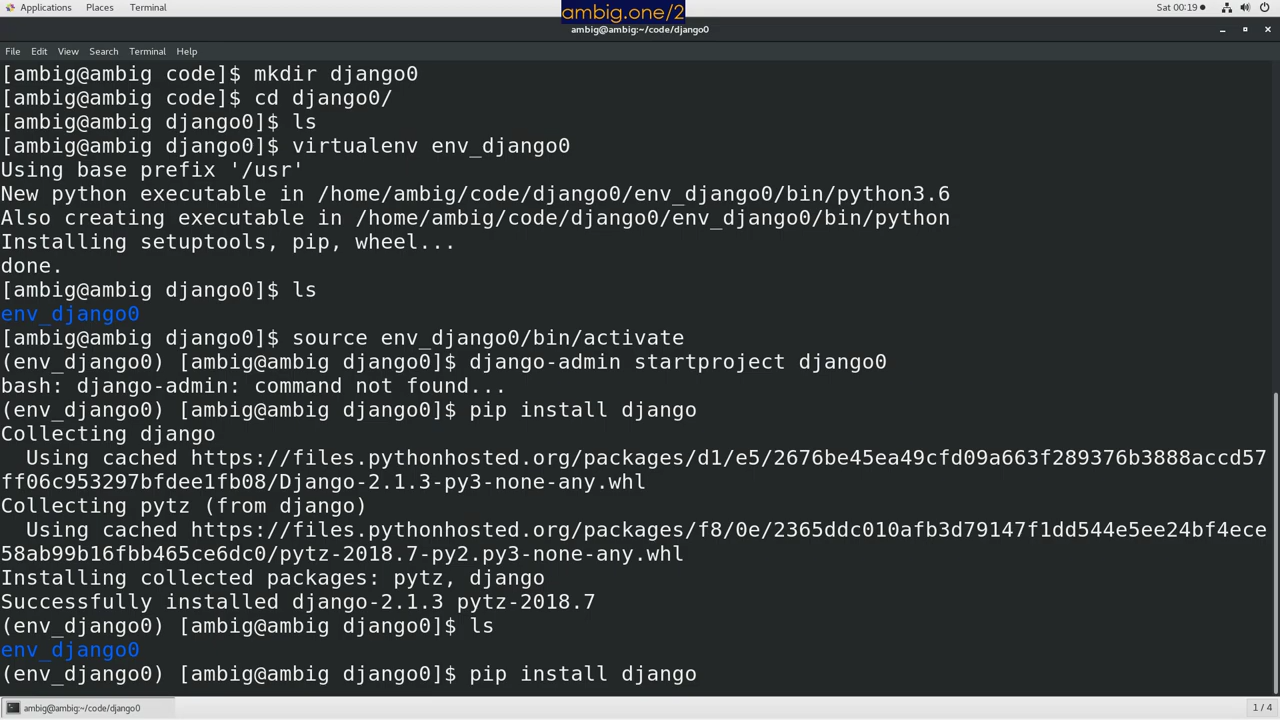 Applications Places Terminal
ambig.one/2
Sat 00:19
ambig@ambig:~/code/django0
File Edit View Search Terminal Help
[ambig@ambig code]$ mkdir django0
[ambig@ambig code]$ cd django0/
[ambig@ambig django0]$ ls
[ambig@ambig django0]$ virtualenv env_django0
Using base prefix '/usr'
New python executable in /home/ambig/code/django0/env_django0/bin/python3.6
Also creating executable in /home/ambig/code/django0/env_django0/bin/python
Installing setuptools, pip, wheel...
done.
[ambig@ambig django0]$ ls
env_django0
[ambig@ambig django0]$ source env_django0/bin/activate
(env_django0) [ambig@ambig django0]$ django-admin startproject django0
bash: django-admin: command not found...
(env_django0) [ambig@ambig django0]$ pip install django
Collecting django
  Using cached https://files.pythonhosted.org/packages/d1/e5/2676be45ea49cfd09a663f289376b3888accd57
ff06c953297bfdee1fb08/Django-2.1.3-py3-none-any.whl
Collecting pytz (from django)
  Using cached https://files.pythonhosted.org/packages/f8/0e/2365ddc010afb3d79147f1dd544e5ee24bf4ece
58ab99b16fbb465ce6dc0/pytz-2018.7-py2.py3-none-any.whl
Installing collected packages: pytz, django
Successfully installed django-2.1.3 pytz-2018.7
(env_django0) [ambig@ambig django0]$ ls
env_django0
(env_django0) [ambig@ambig django0]$ pip install django
ambig@ambig:~/code/django0
1 / 4